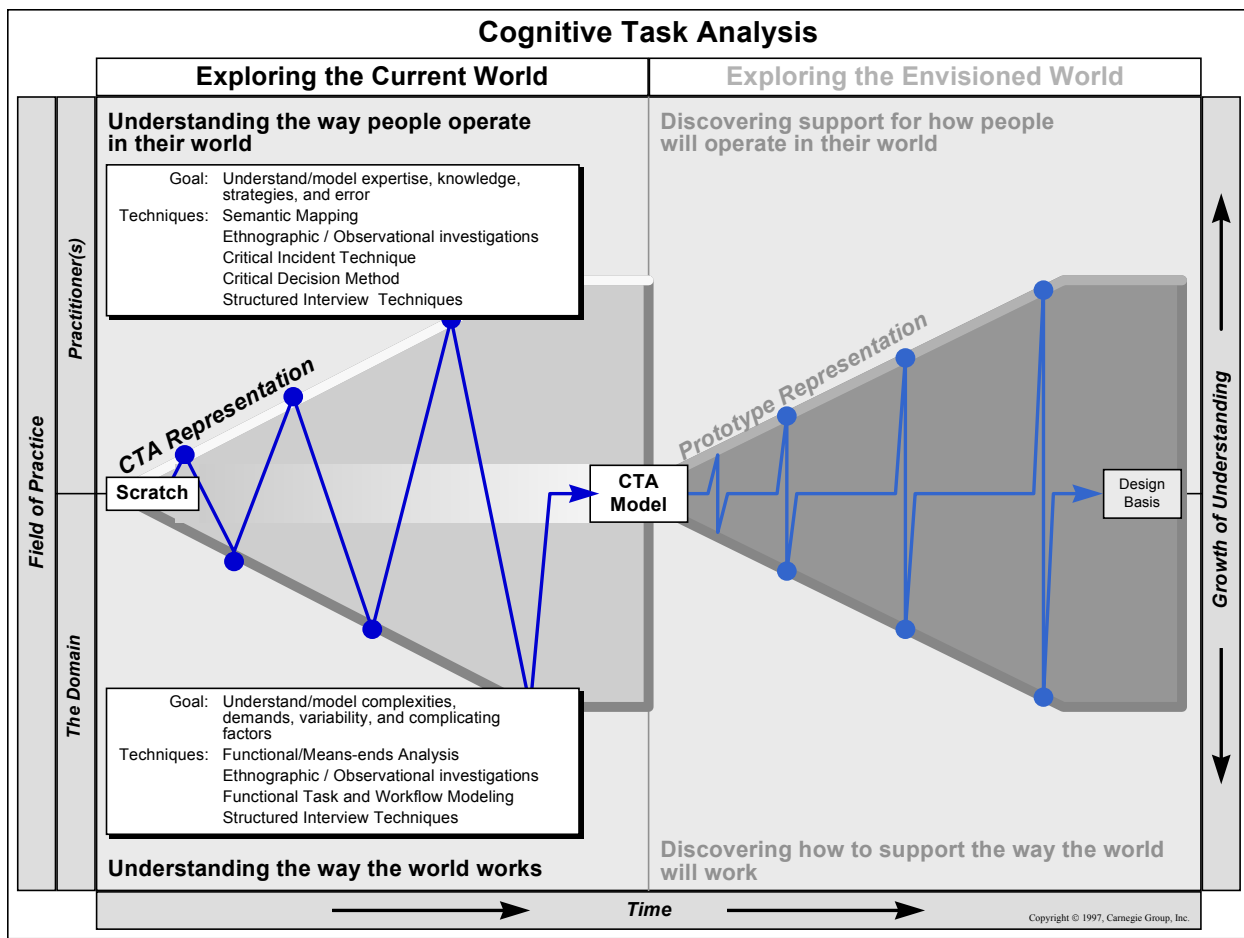 Cognitive Task Analysis
Exploring the Current World
Exploring the Envisioned World
Understanding the way people operate
in their world
Discovering support for how people
will operate in their world
Goal: Understand/model expertise, knowledge,
strategies, and error
Techniques: Semantic Mapping
Ethnographic / Observational investigations
Critical Incident Technique
Critical Decision Method
Structured Interview Techniques
Field of Practice
Practitioner(s)
The Domain
CTA Representation
Scratch
CTA
Model
Prototype Representation
Design
Basis
Growth of Understanding
Goal: Understand/model complexities,
demands, variability, and complicating
factors
Techniques: Functional/Means-ends Analysis
Ethnographic / Observational investigations
Functional Task and Workflow Modeling
Structured Interview Techniques
Understanding the way the world works
Discovering how to support the way the world
will work
Time
Copyright © 1997, Carnegie Group, Inc.